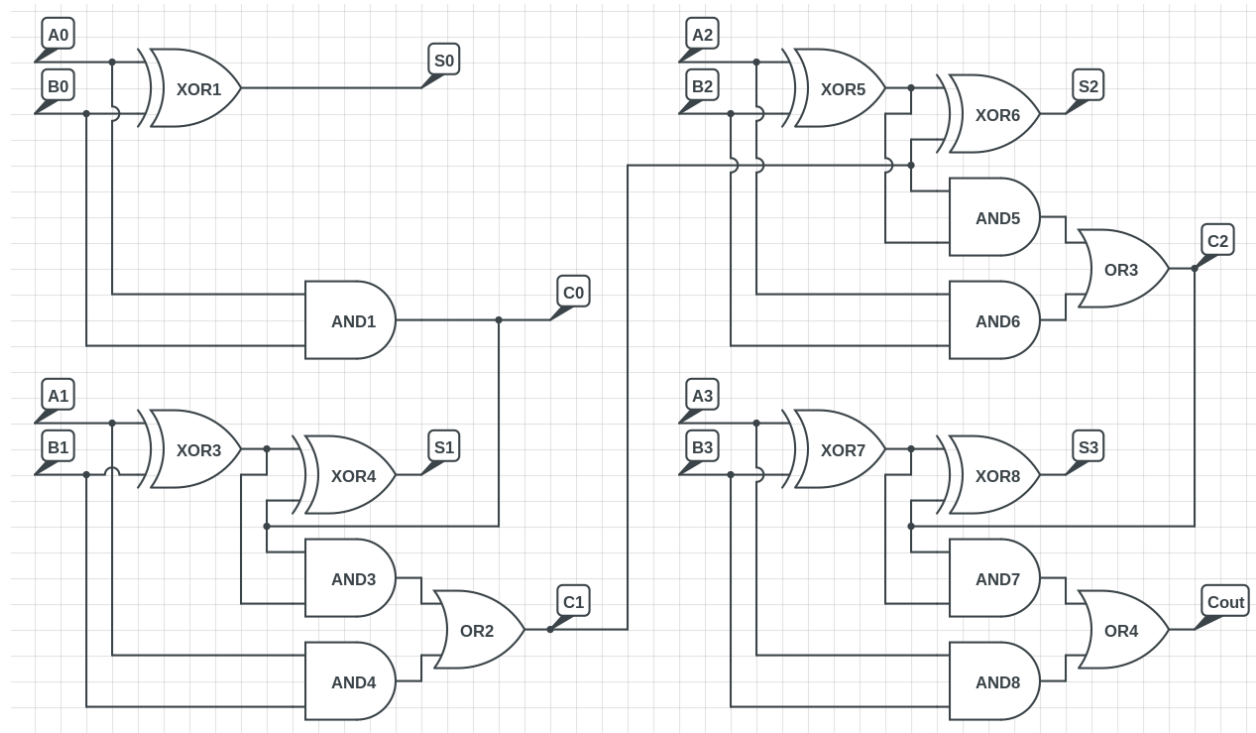 A0
B0
XOR1
S0
AND1
C0
A1
B1
XOR3
XOR4
S1
AND3
AND4
OR2
C1
A2
B2
XOR5
XOR6
S2
AND5
AND6
OR3
C2
A3
B3
XOR7
XOR8
S3
AND7
AND8
OR4
Cout